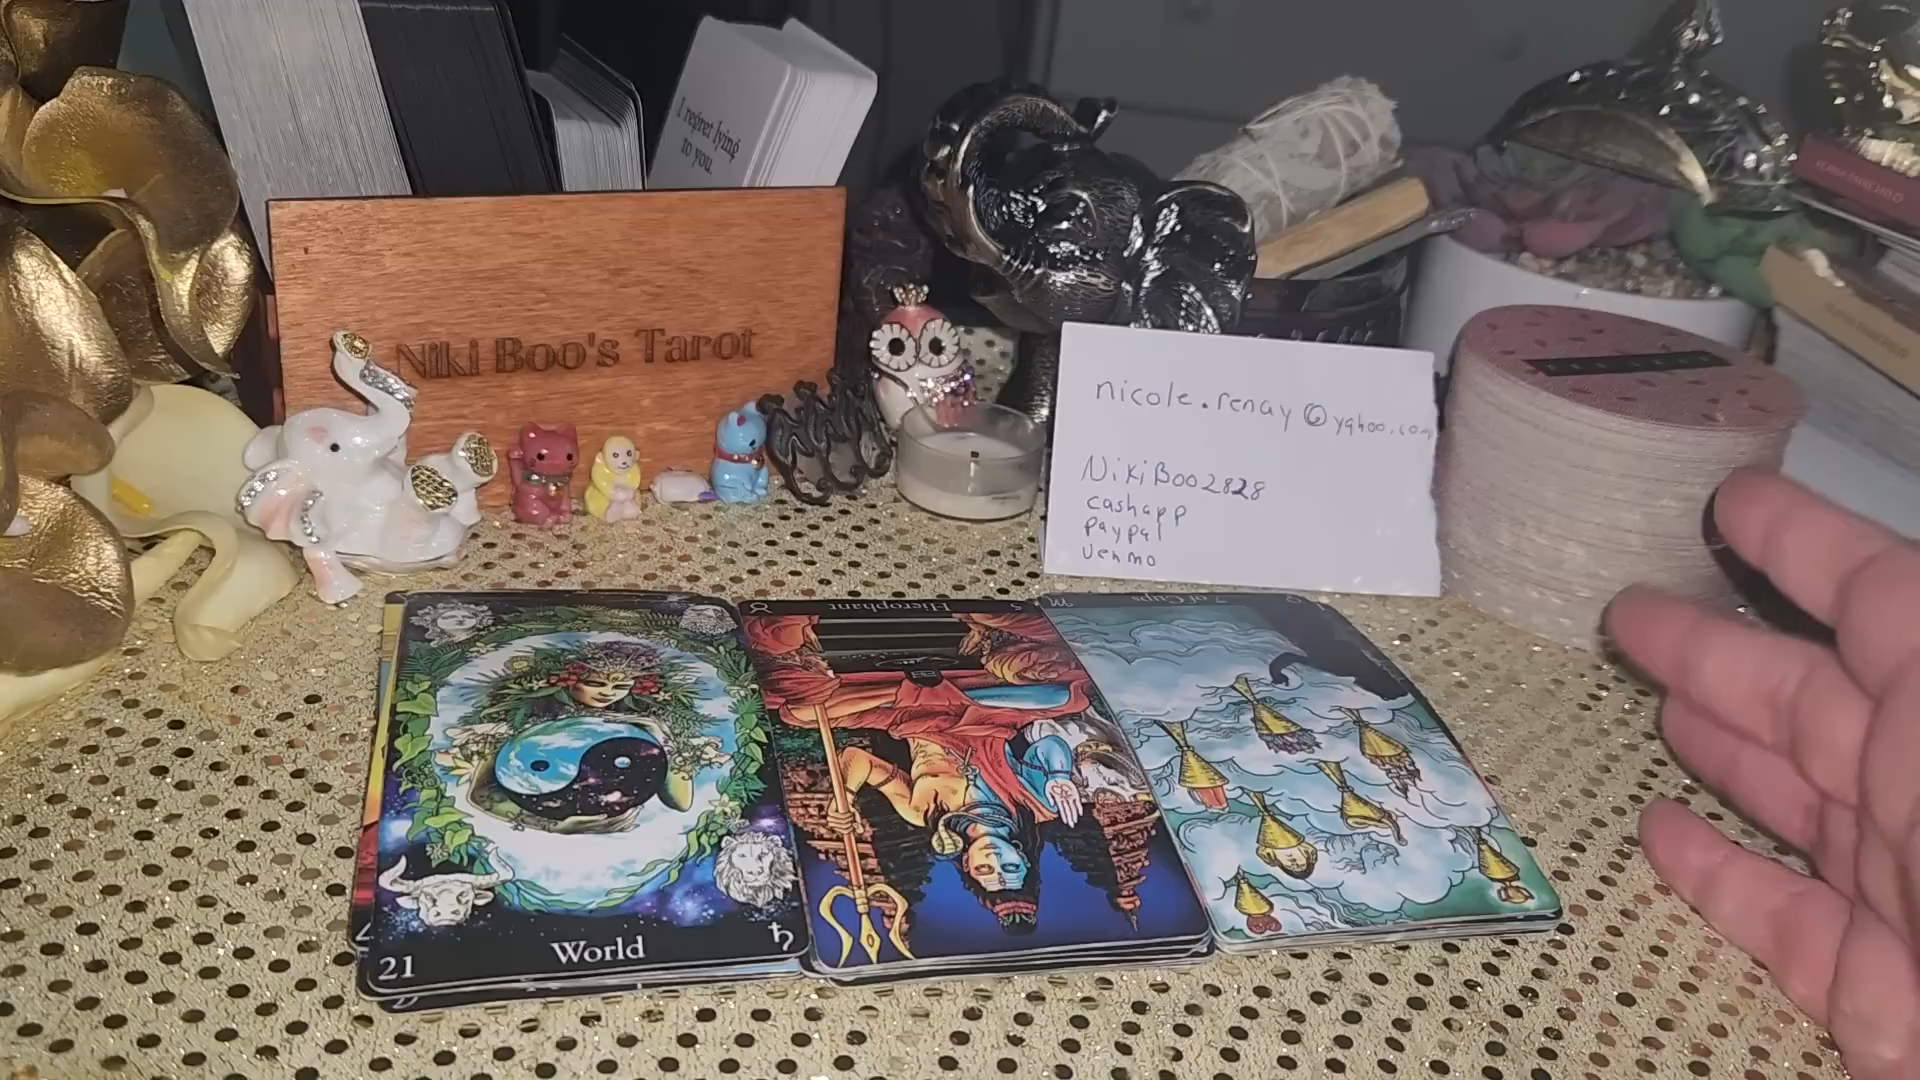 I regret lying
to you.
Niki Boo's Tarot
nicole.renay@yahoo.com
NikiBoo2828
cashapp
paypal
venmo
Hierophant
5
7 of Cups
21
World